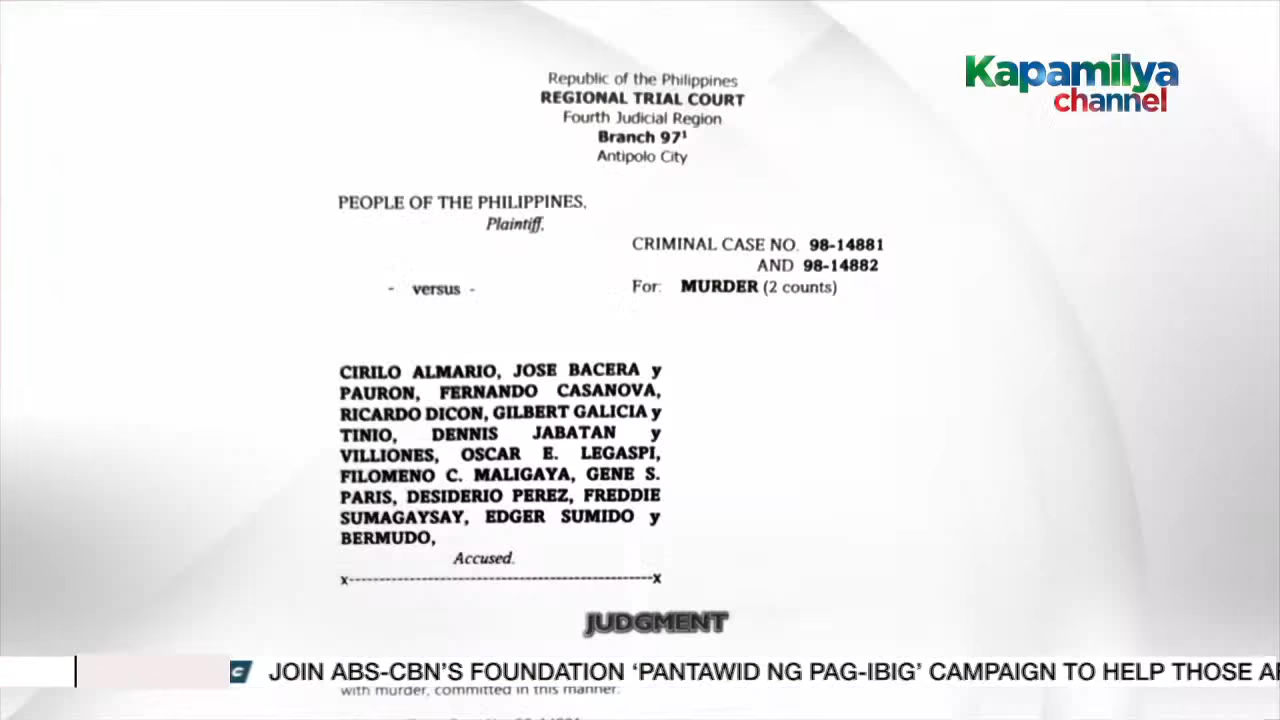 Kapamilya
channel
Republic of the Philippines
REGIONAL TRIAL COURT
Fourth Judicial Region
Branch 97¹
Antipolo City
PEOPLE OF THE PHILIPPINES,
Plaintiff,
CRIMINAL CASE NO. 98-14881
AND 98-14882
- versus -
For: MURDER (2 counts)
CIRILO ALMARIO, JOSE BACERA y
PAURON, FERNANDO CASANOVA,
RICARDO DICON, GILBERT GALICIA y
TINIO, DENNIS JABATAN y
VILLIONES, OSCAR E. LEGASPI,
FILOMENO C. MALIGAYA, GENE S.
PARIS, DESIDERIO PEREZ, FREDDIE
SUMAGAYSAY, EDGER SUMIDO y
BERMUDO,
Accused.
x-----------------------------------------------------x
JUDGMENT
JOIN ABS-CBN'S FOUNDATION 'PANTAWID NG PAG-IBIG' CAMPAIGN TO HELP THOSE
with murder, committed in this manner: